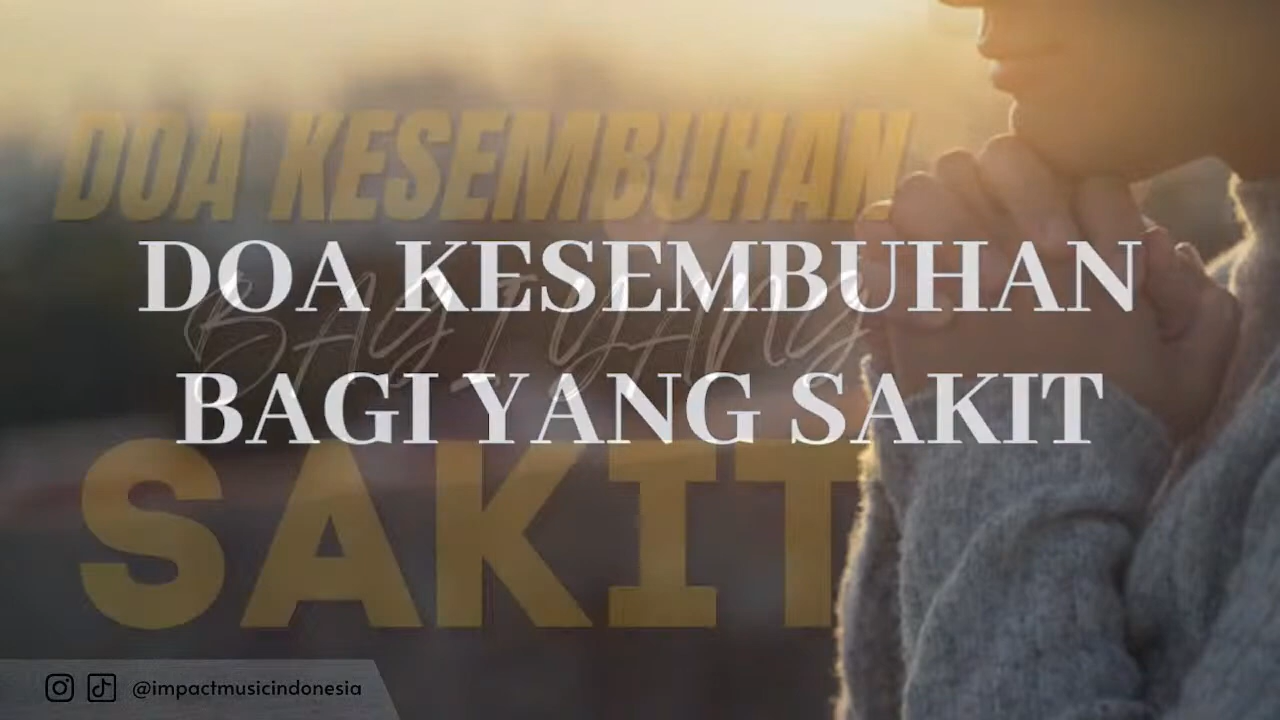 DOA KESEMBUHAN
DOA KESEMBUHAN
BAGI YANG
BAGI YANG SAKIT
SAKIT
@impactmusicindonesia